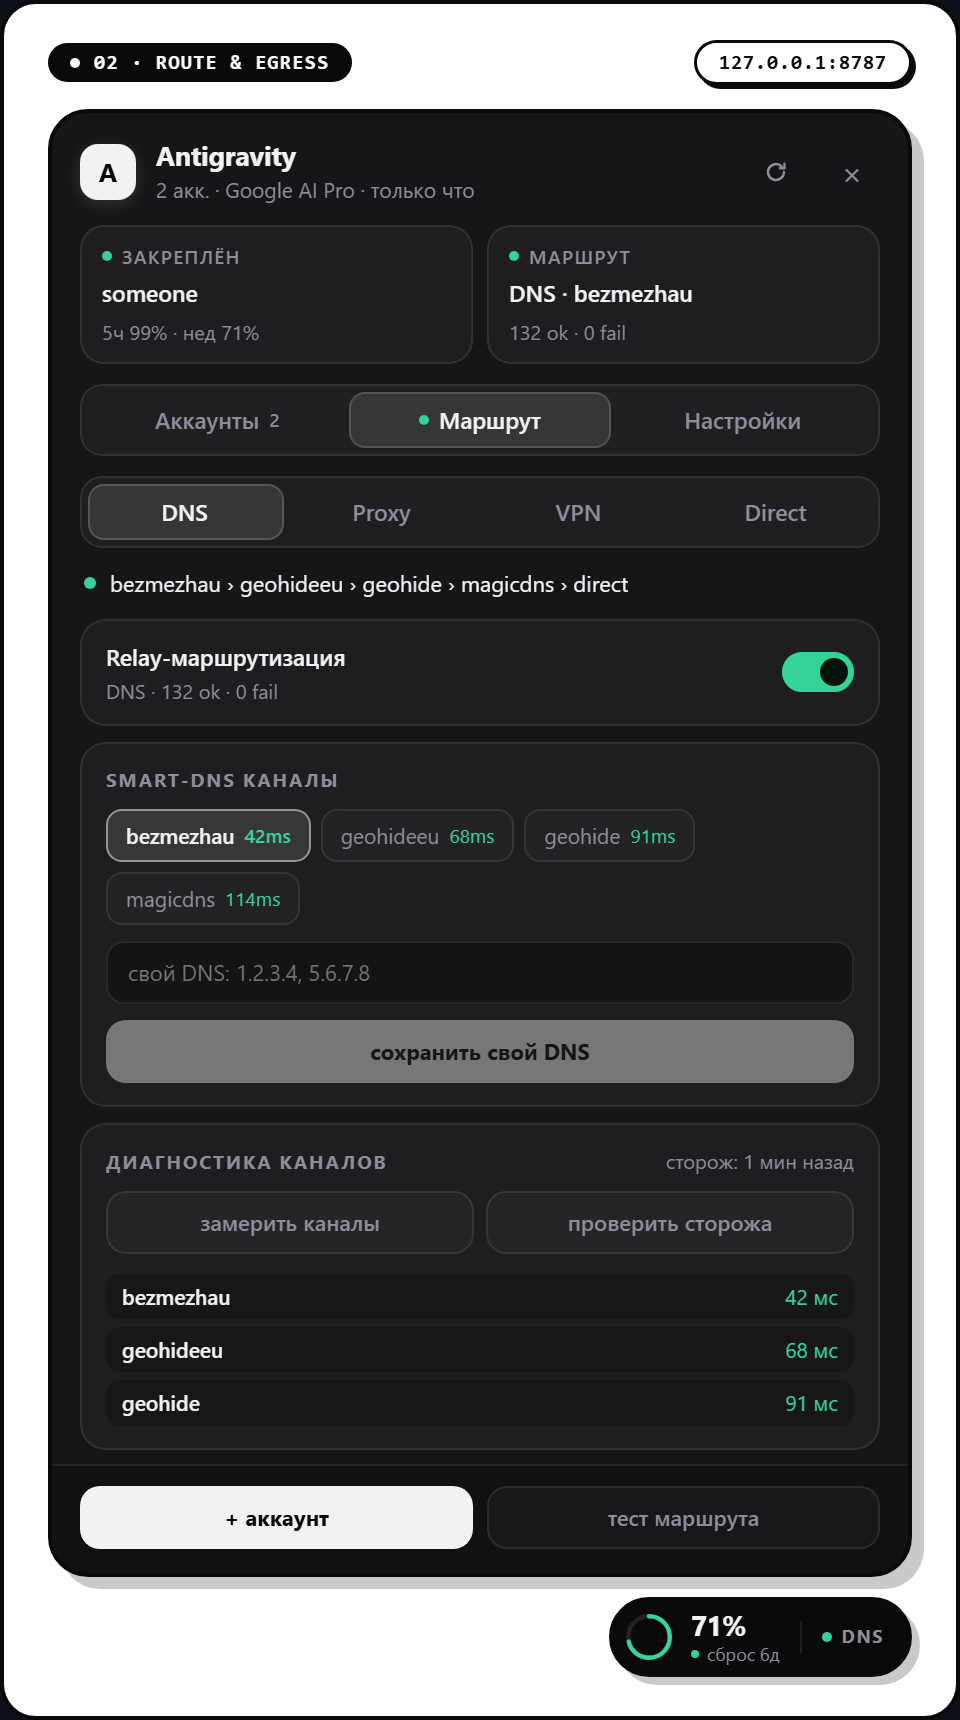 02 · ROUTE & EGRESS
127.0.0.1:8787
A
Antigravity
2 акк. · Google AI Pro · только что
ЗАКРЕПЛЁН
someone
5ч 99% · нед 71%
МАРШРУТ
DNS · bezmezhau
132 ok · 0 fail
Аккаунты 2
Маршрут
Настройки
DNS
Proxy
VPN
Direct
bezmezhau › geohideeu › geohide › magicdns › direct
Relay-маршрутизация
DNS · 132 ok · 0 fail
SMART-DNS КАНАЛЫ
bezmezhau 42ms
geohideeu 68ms
geohide 91ms
magicdns 114ms
свой DNS: 1.2.3.4, 5.6.7.8
сохранить свой DNS
ДИАГНОСТИКА КАНАЛОВ
сторож: 1 мин назад
замерить каналы
проверить сторожа
bezmezhau 42 мс
geohideeu 68 мс
geohide 91 мс
+ аккаунт
тест маршрута
71%
сброс 6д
DNS